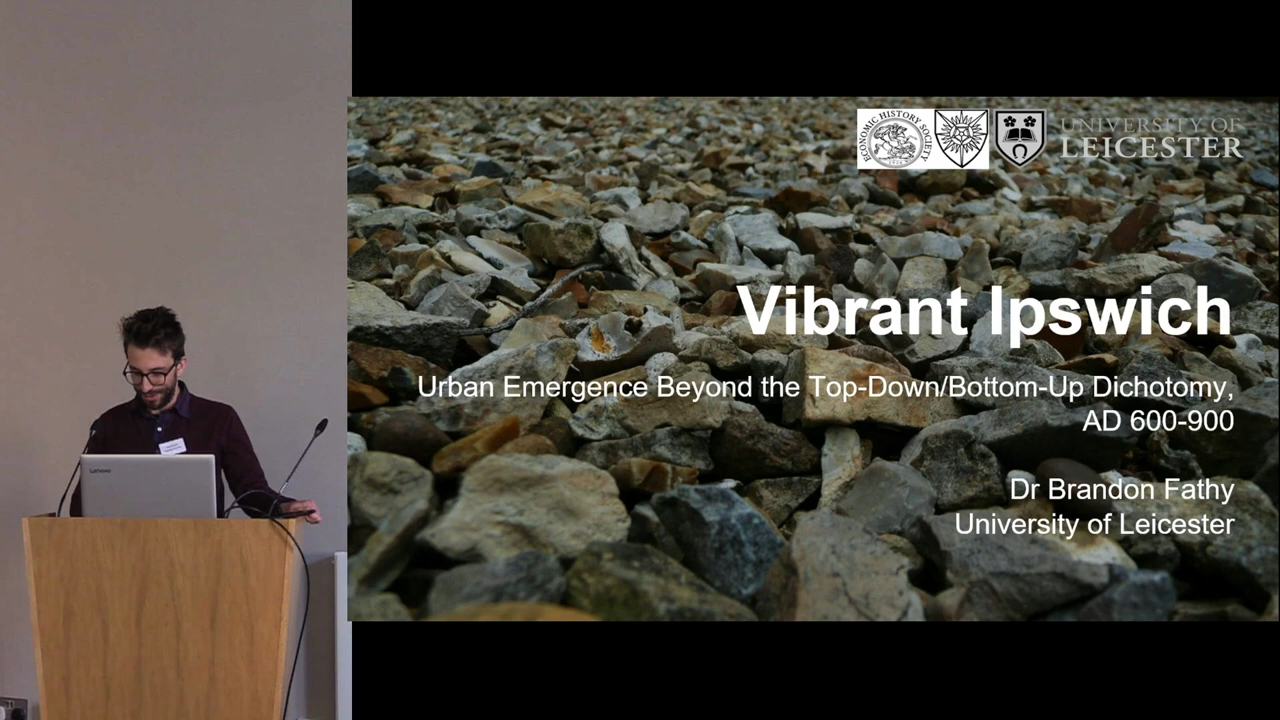 ECONOMIC HISTORY SOCIETY
UNIVERSITY OF
LEICESTER
Vibrant Ipswich
Urban Emergence Beyond the Top-Down/Bottom-Up Dichotomy,
AD 600-900
Dr Brandon Fathy
University of Leicester
Lenovo